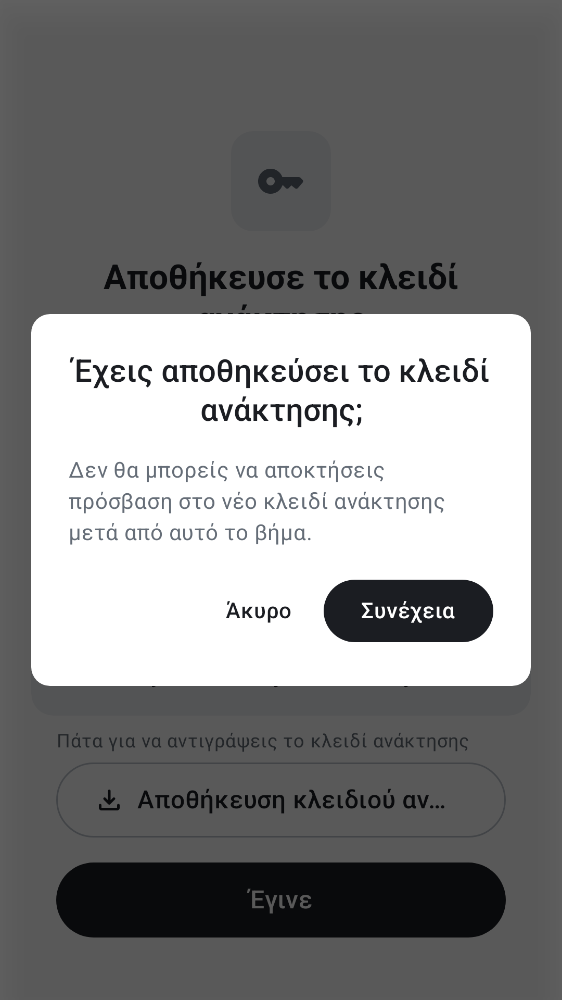 Αποθήκευσε το κλειδί
Έχεις αποθηκεύσει το κλειδί
ανάκτησης;
Δεν θα μπορείς να αποκτήσεις
πρόσβαση στο νέο κλειδί ανάκτησης
μετά από αυτό το βήμα.
Άκυρο
Συνέχεια
Πάτα για να αντιγράψεις το κλειδί ανάκτησης
Αποθήκευση κλειδιού αν...
Έγινε